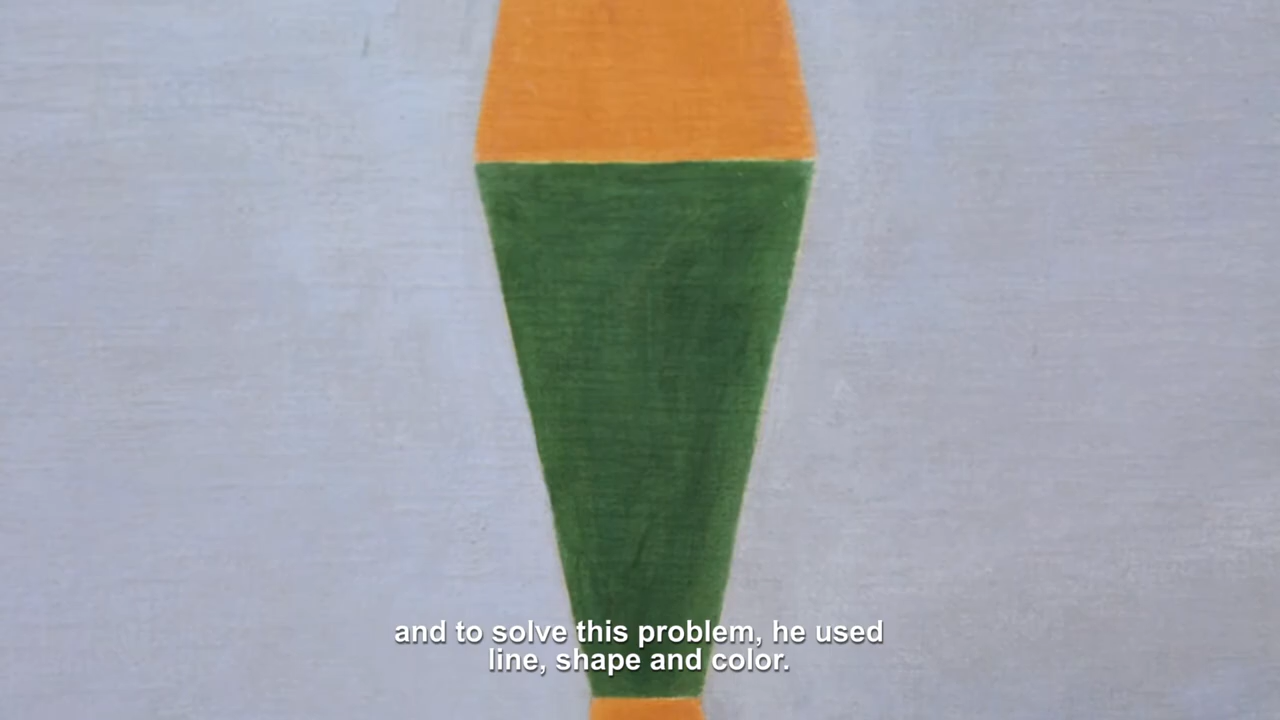 and to solve this problem, he used
line, shape and color.